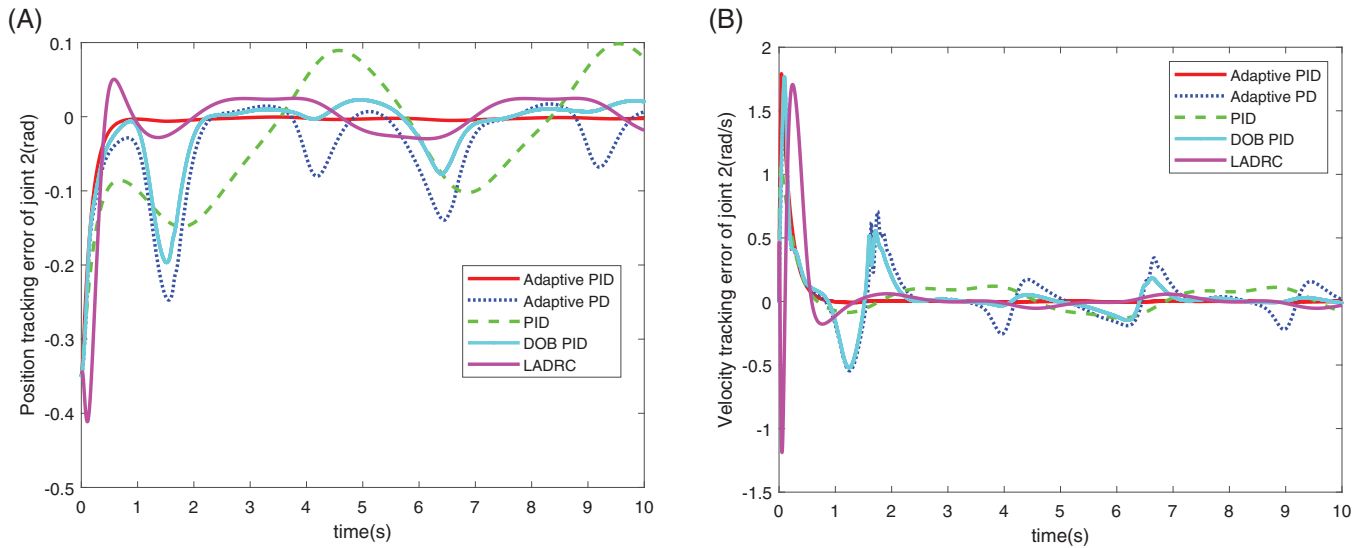 (A)
Position tracking error of joint 2(rad)
0.1
0
-0.1
-0.2
-0.3
-0.4
-0.5
0 1 2 3 4 5 6 7 8 9 10
time(s)
Adaptive PID
Adaptive PD
PID
DOB PID
LADRC
(B)
Velocity tracking error of joint 2(rad/s)
2
1.5
1
0.5
0
-0.5
-1
-1.5
0 1 2 3 4 5 6 7 8 9 10
time(s)
Adaptive PID
Adaptive PD
PID
DOB PID
LADRC